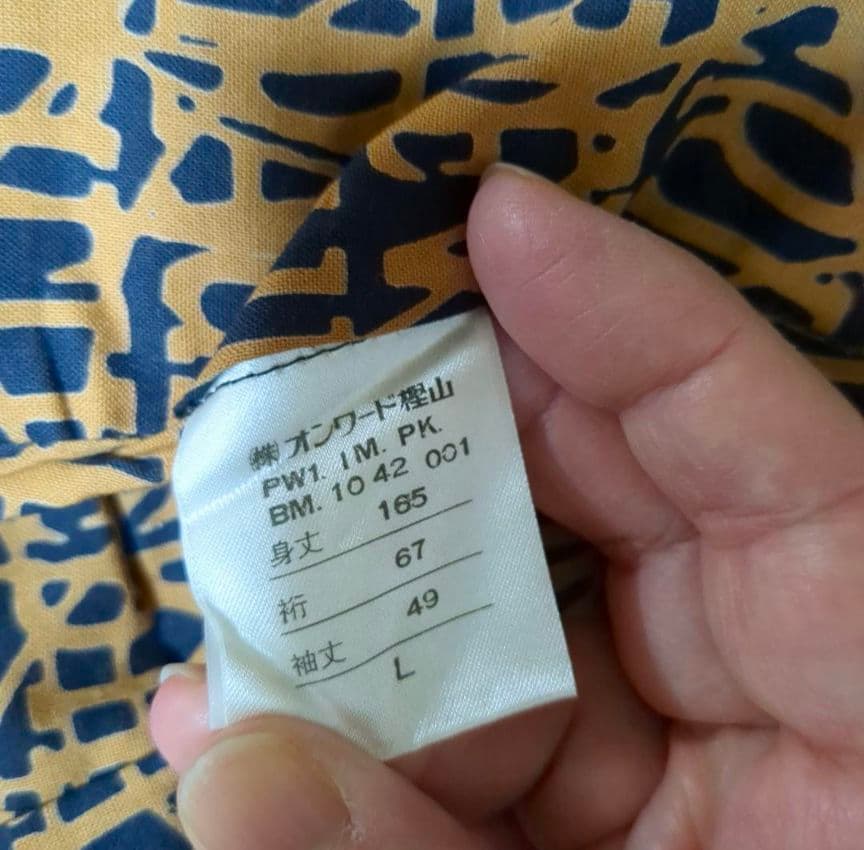 ㈱オンワード樫山
PW1. IM. PK.
BM. 10 42 001
身丈 165
裄 67
袖丈 49
L